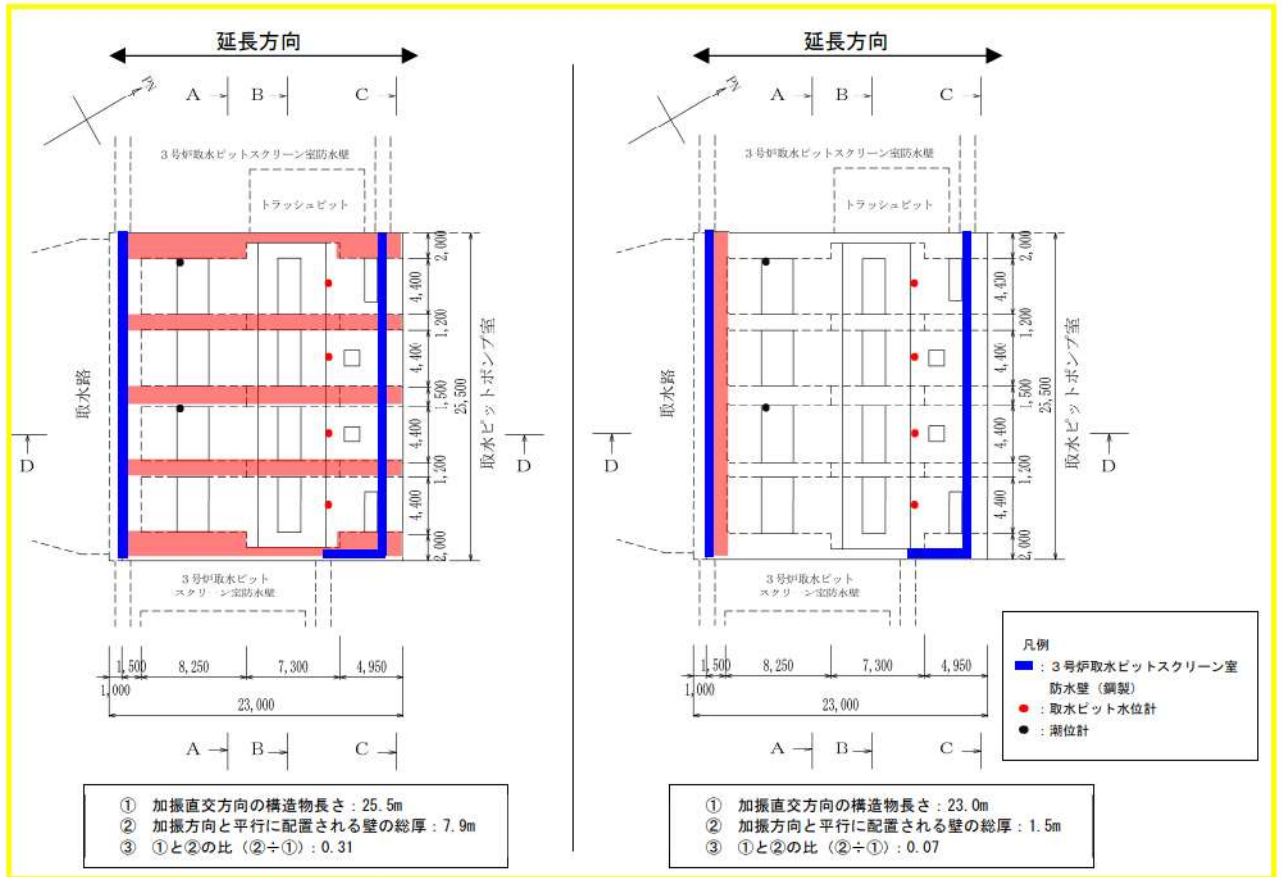 延長方向
PN
A
B
C
3号炉取水ピットスクリーン室防水壁
トラッシュピット
2,000
4,400
1,200
4,400
1,500
4,400
1,200
4,400
2,000
25,500
取水路
取水ピットポンプ室
D
D
3号炉取水ピット
スクリーン室防水壁
1,500
8,250
7,300
4,950
1,000
23,000
A
B
C
① 加振直交方向の構造物長さ:25.5m
② 加振方向と平行に配置される壁の総厚:7.9m
③ ①と②の比(②÷①):0.31
延長方向
PN
A
B
C
3号炉取水ピットスクリーン室防水壁
トラッシュピット
2,000
4,400
1,200
4,400
1,500
4,400
1,200
4,400
2,000
25,500
取水路
取水ピットポンプ室
D
D
3号炉取水ピット
スクリーン室防水壁
1,500
8,250
7,300
4,950
1,000
23,000
A
B
C
① 加振直交方向の構造物長さ:23.0m
② 加振方向と平行に配置される壁の総厚:1.5m
③ ①と②の比(②÷①):0.07
凡例
:3号炉取水ピットスクリーン室
防水壁(鋼製)
:取水ピット水位計
:潮位計